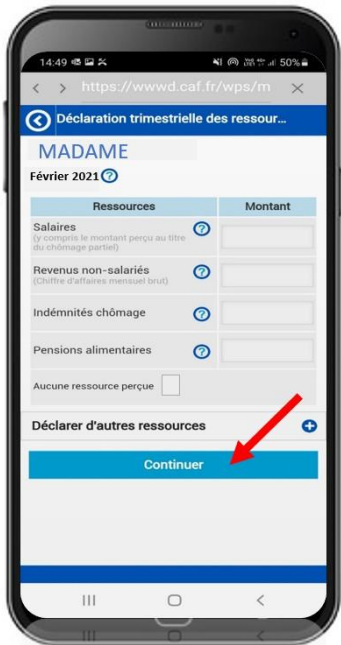 14:49
50%
https://wwwd.caf.fr/wps/m
Déclaration trimestrielle des ressour...
MADAME
Février 2021 ?
Ressources Montant
Salaires ?
(y compris le montant perçu au titre
du chômage partiel)
Revenus non-salariés ?
(Chiffre d'affaires mensuel brut)
Indémnités chômage ?
Pensions alimentaires ?
Aucune ressource perçue
Déclarer d'autres ressources
Continuer